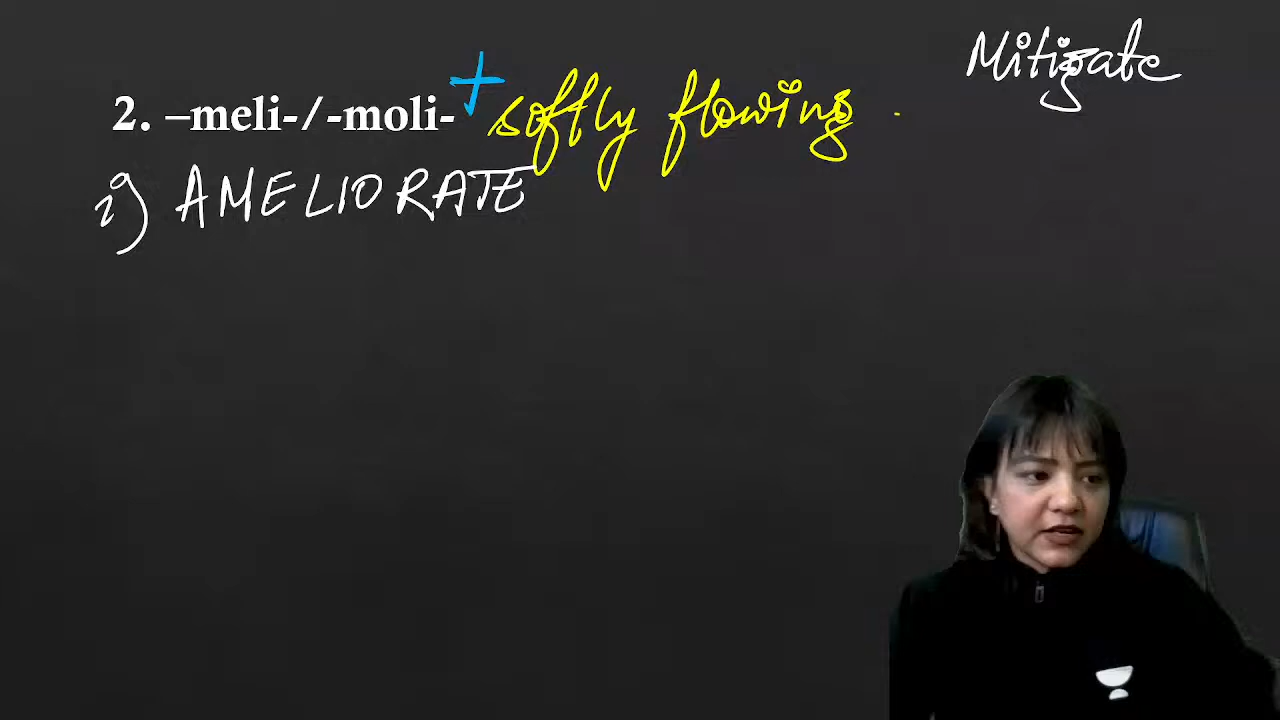 Mitigate
2. –meli-/-moli- + softly flowing
i) AMELIORATE